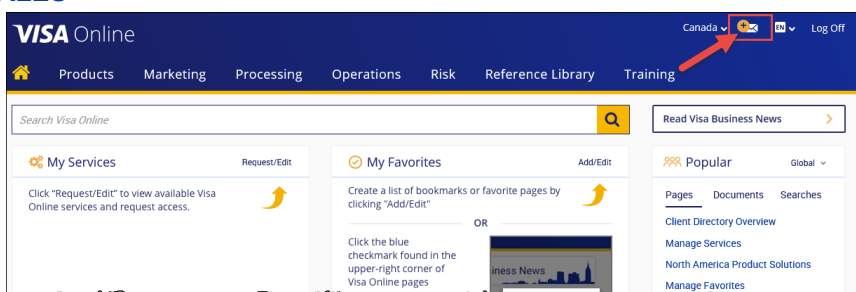 VISA Online
Canada
EN
Log Off
Products Marketing Processing Operations Risk Reference Library Training
Search Visa Online
Read Visa Business News
My Services Request/Edit
Click "Request/Edit" to view available Visa
Online services and request access.
My Favorites Add/Edit
Create a list of bookmarks or favorite pages by
clicking "Add/Edit"
OR
Click the blue
checkmark found in the
upper-right corner of
Visa Online pages
iness News
Popular Global
Pages Documents Searches
Client Directory Overview
Manage Services
North America Product Solutions
Manage Favorites